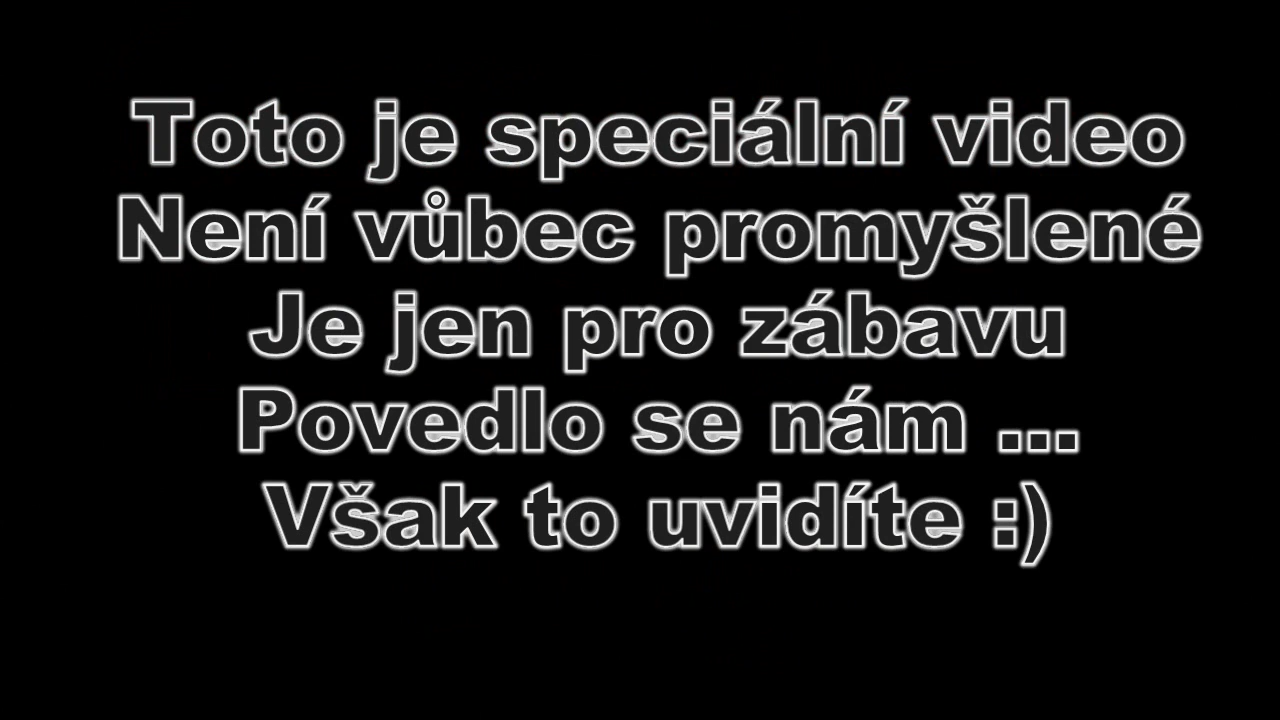 Toto je speciální video
Není vůbec promyšlené
Je jen pro zábavu
Povedlo se nám ...
Však to uvidíte :)